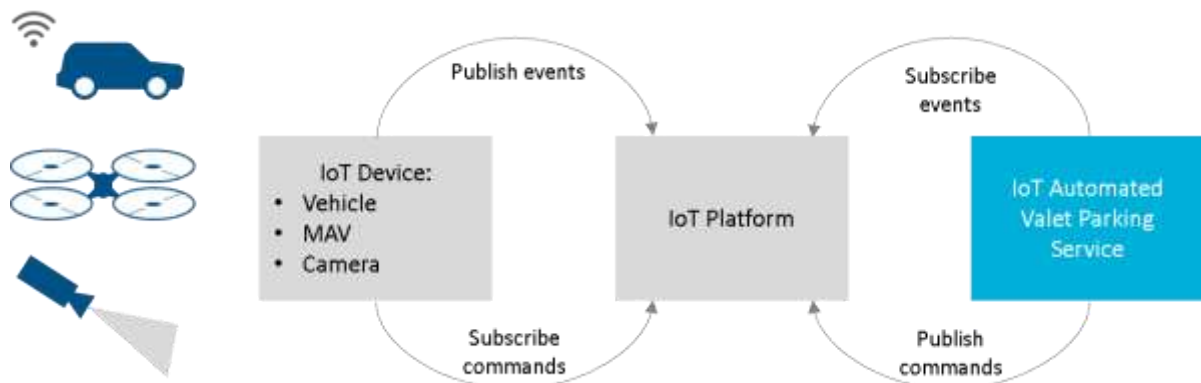 Publish events
Subscribe
events
IoT Device:
• Vehicle
• MAV
• Camera
IoT Platform
IoT Automated
Valet Parking
Service
Subscribe
commands
Publish
commands